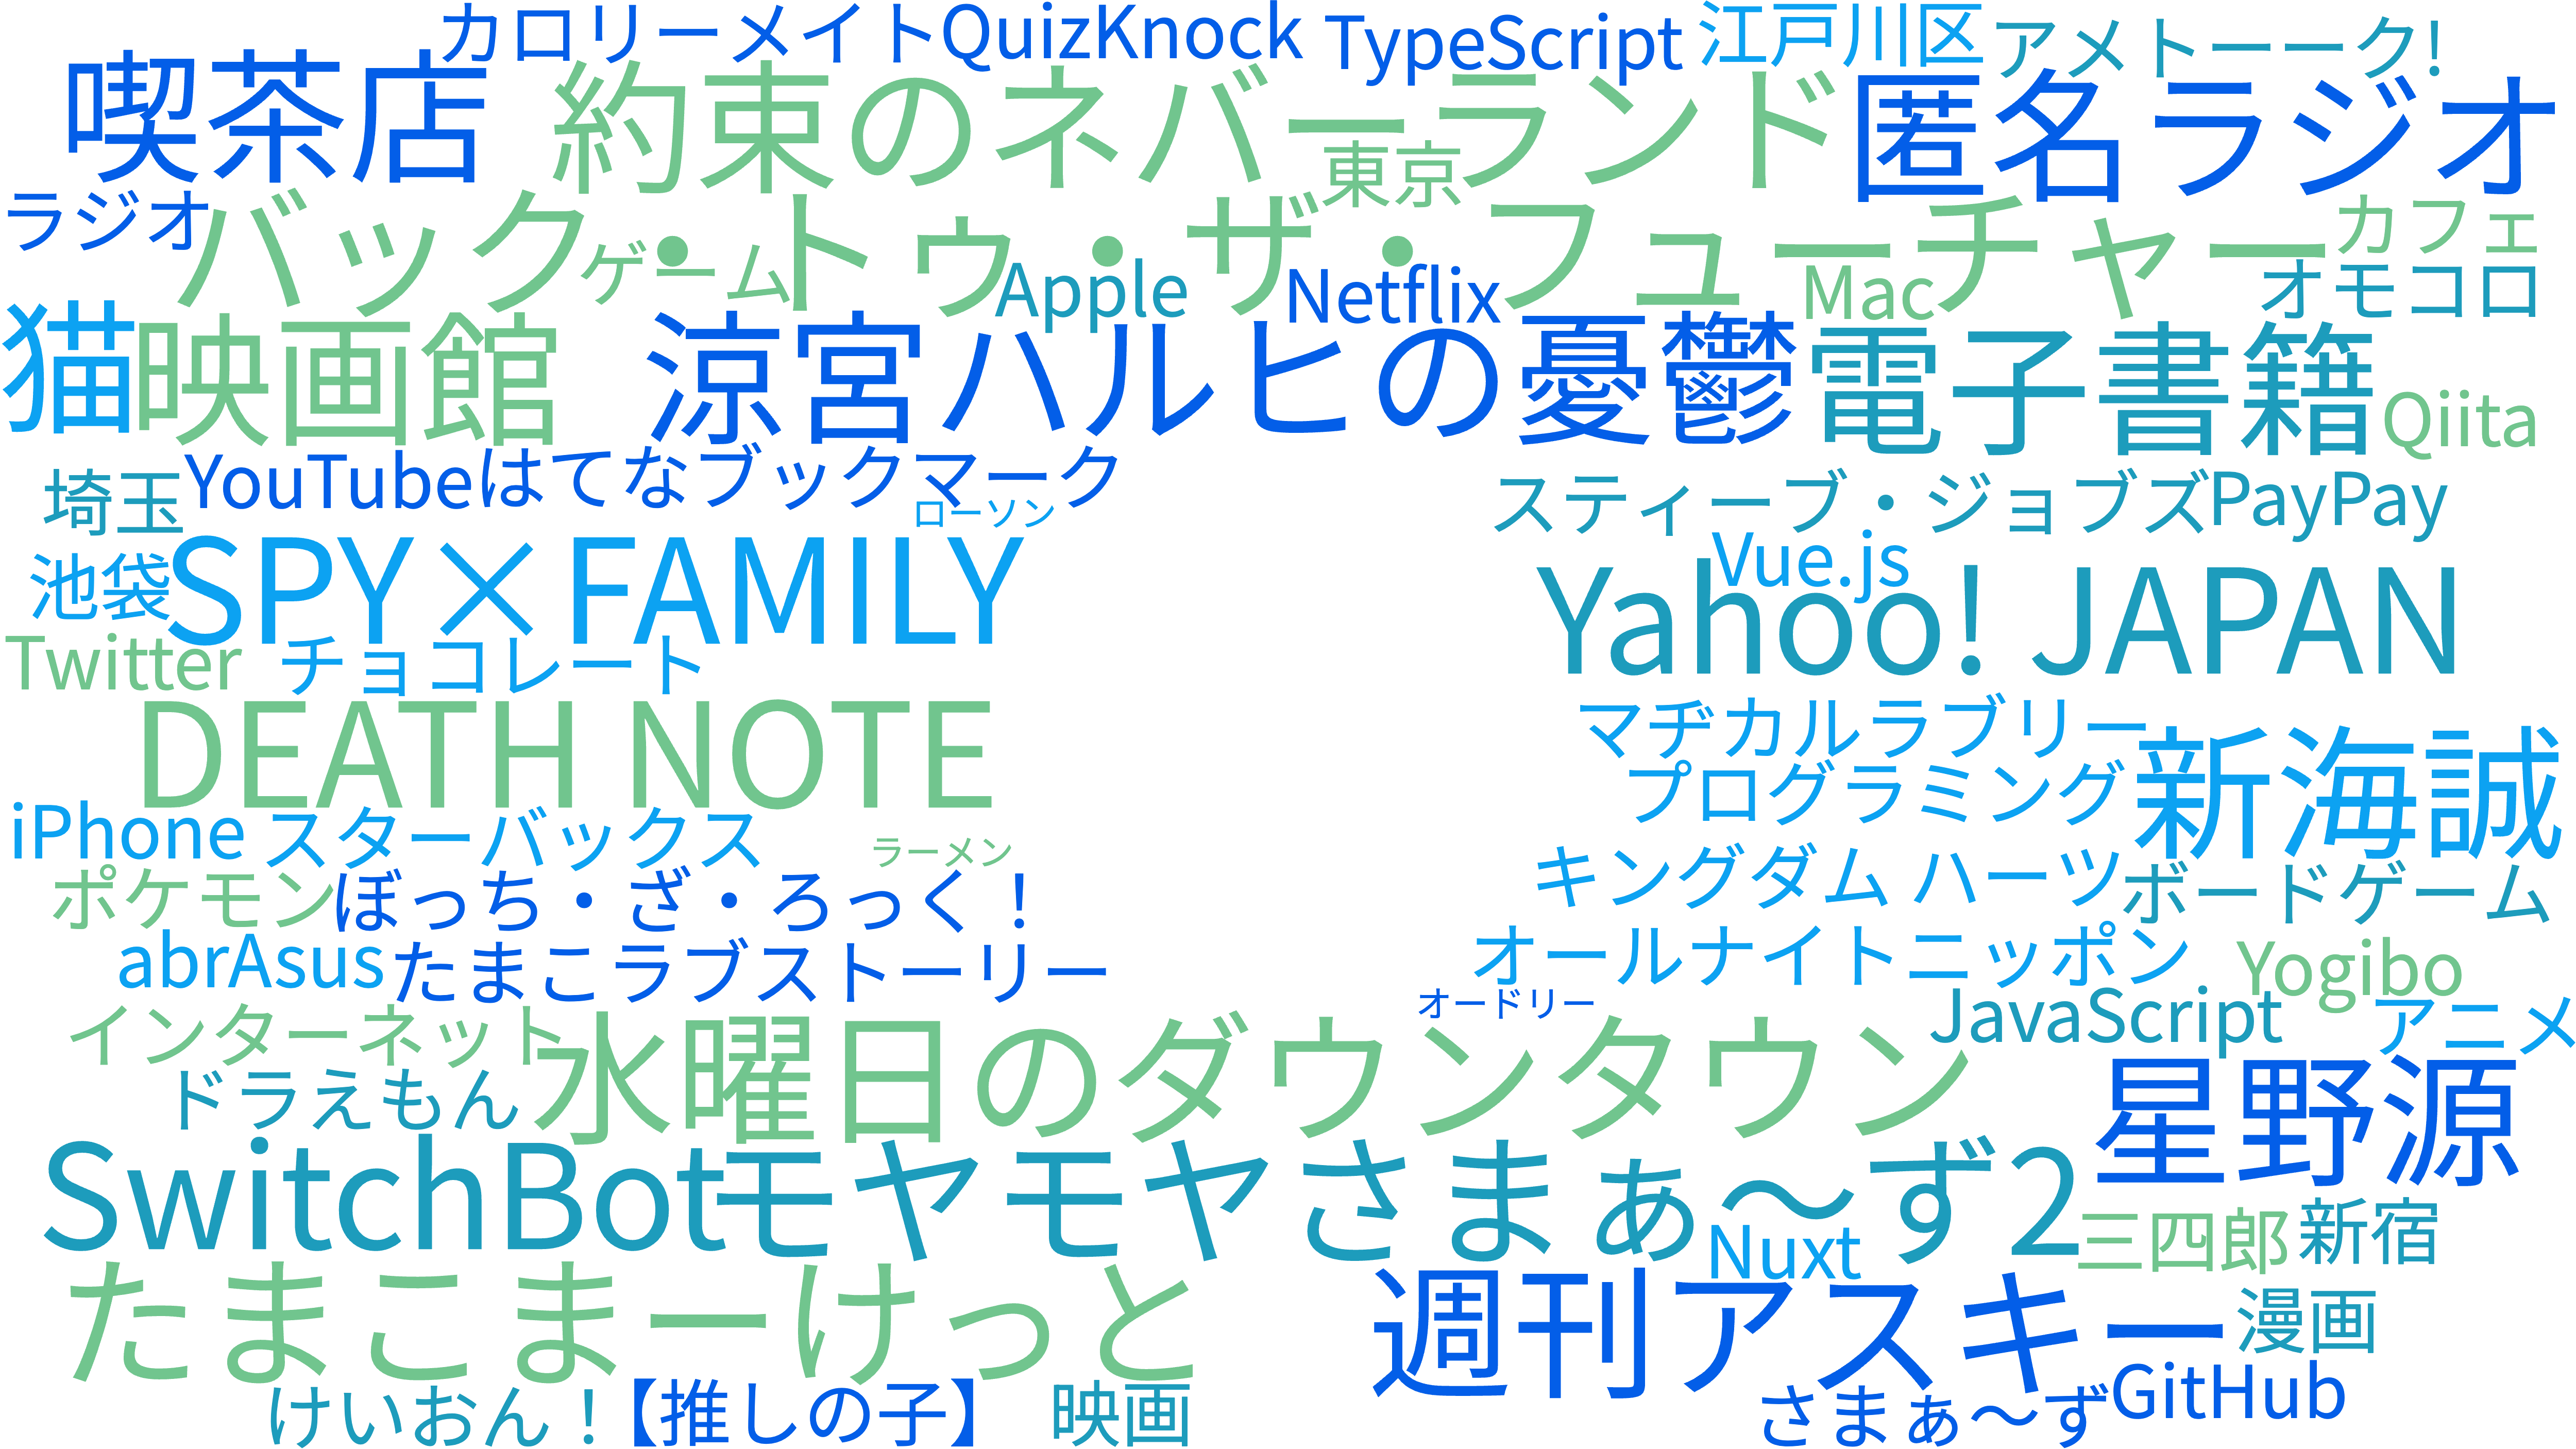 カロリーメイト
QuizKnock
TypeScript
江戸川区
アメトーーク!
喫茶店
約束のネバーランド
匿名ラジオ
東京
ラジオ
バック・トゥ・ザ・フューチャー
カフェ
ゲーム
Apple
Netflix
Mac
オモコロ
猫
映画館
涼宮ハルヒの憂鬱
電子書籍
Qiita
埼玉
YouTube
はてなブックマーク
ローソン
スティーブ・ジョブズ
PayPay
池袋
SPY×FAMILY
Vue.js
Yahoo! JAPAN
Twitter
チョコレート
DEATH NOTE
マヂカルラブリー
新海誠
プログラミング
iPhone
スターバックス
ラーメン
キングダム ハーツ
ポケモン
ぼっち・ざ・ろっく！
ボードゲーム
abrAsus
たまこラブストーリー
オールナイトニッポン
Yogibo
オードリー
JavaScript
アニメ
インターネット
水曜日のダウンタウン
ドラえもん
星野源
SwitchBot
モヤモヤさまぁ～ず2
Nuxt
三四郎
新宿
たまこまーけっと
週刊アスキー
漫画
けいおん！
【推しの子】
映画
さまぁ～ず
GitHub